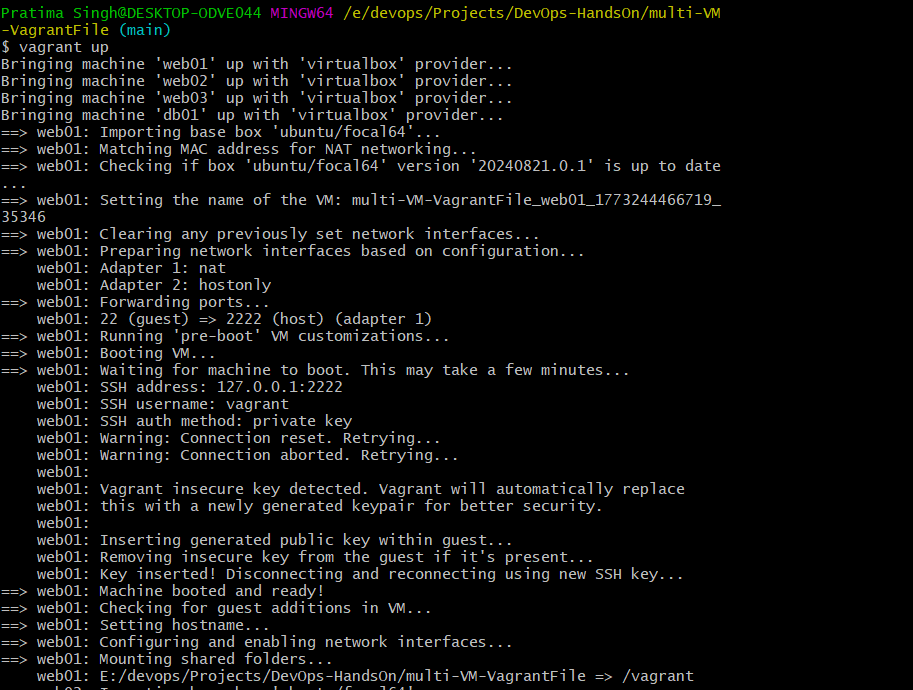 Pratima Singh@DESKTOP-ODVE044 MINGW64 /e/devops/Projects/DevOps-HandsOn/multi-VM
-VagrantFile (main)
$ vagrant up
Bringing machine 'web01' up with 'virtualbox' provider...
Bringing machine 'web02' up with 'virtualbox' provider...
Bringing machine 'web03' up with 'virtualbox' provider...
Bringing machine 'db01' up with 'virtualbox' provider...
==> web01: Importing base box 'ubuntu/focal64'...
==> web01: Matching MAC address for NAT networking...
==> web01: Checking if box 'ubuntu/focal64' version '20240821.0.1' is up to date
...
==> web01: Setting the name of the VM: multi-VM-VagrantFile_web01_1773244466719_
35346
==> web01: Clearing any previously set network interfaces...
==> web01: Preparing network interfaces based on configuration...
    web01: Adapter 1: nat
    web01: Adapter 2: hostonly
==> web01: Forwarding ports...
    web01: 22 (guest) => 2222 (host) (adapter 1)
==> web01: Running 'pre-boot' VM customizations...
==> web01: Booting VM...
==> web01: Waiting for machine to boot. This may take a few minutes...
    web01: SSH address: 127.0.0.1:2222
    web01: SSH username: vagrant
    web01: SSH auth method: private key
    web01: Warning: Connection reset. Retrying...
    web01: Warning: Connection aborted. Retrying...
    web01:
    web01: Vagrant insecure key detected. Vagrant will automatically replace
    web01: this with a newly generated keypair for better security.
    web01:
    web01: Inserting generated public key within guest...
    web01: Removing insecure key from the guest if it's present...
    web01: Key inserted! Disconnecting and reconnecting using new SSH key...
==> web01: Machine booted and ready!
==> web01: Checking for guest additions in VM...
==> web01: Setting hostname...
==> web01: Configuring and enabling network interfaces...
==> web01: Mounting shared folders...
    web01: E:/devops/Projects/DevOps-HandsOn/multi-VM-VagrantFile => /vagrant